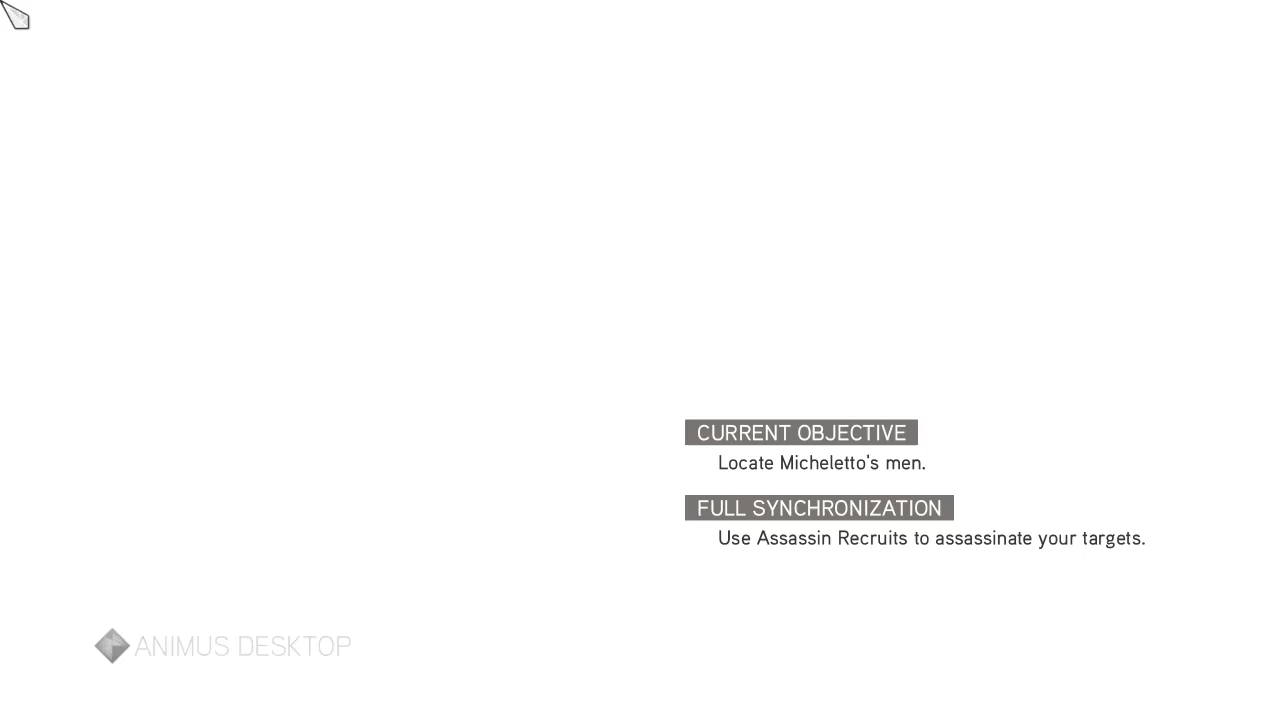 CURRENT OBJECTIVE
Locate Micheletto's men.
FULL SYNCHRONIZATION
Use Assassin Recruits to assassinate your targets.
ANIMUS DESKTOP